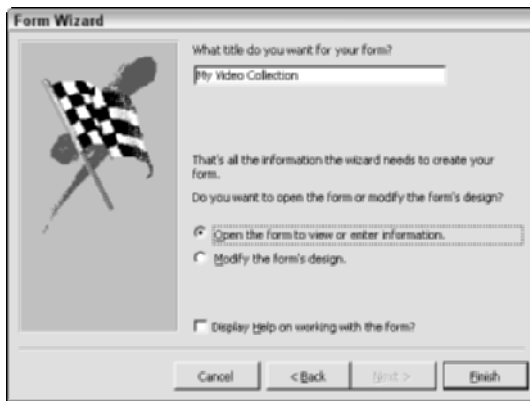 Form Wizard
What title do you want for your form?
My Video Collection
That's all the information the wizard needs to create your
form.
Do you want to open the form or modify the form's design?
Open the form to view or enter information.
Modify the form's design.
Display Help on working with the form?
Cancel
< Back
Next >
Finish